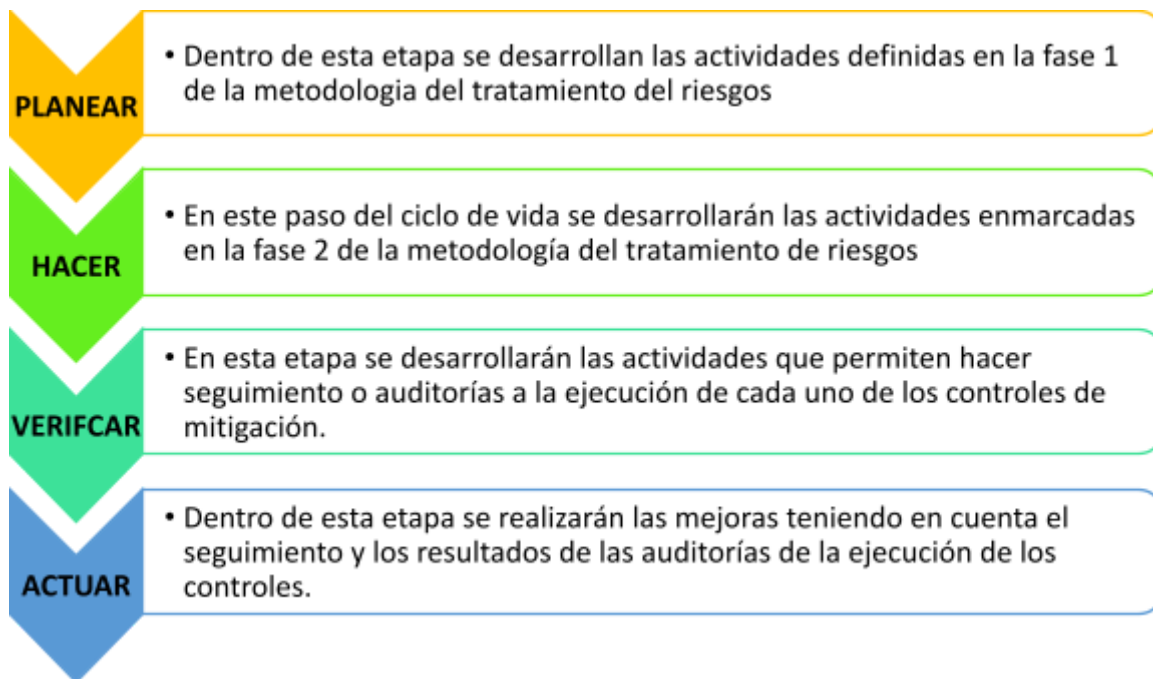 PLANEAR
• Dentro de esta etapa se desarrollan las actividades definidas en la fase 1
de la metodologia del tratamiento del riesgos
HACER
• En este paso del ciclo de vida se desarrollarán las actividades enmarcadas
en la fase 2 de la metodología del tratamiento de riesgos
VERIFCAR
• En esta etapa se desarrollarán las actividades que permiten hacer
seguimiento o auditorías a la ejecución de cada uno de los controles de
mitigación.
ACTUAR
• Dentro de esta etapa se realizarán las mejoras teniendo en cuenta el
seguimiento y los resultados de las auditorías de la ejecución de los
controles.